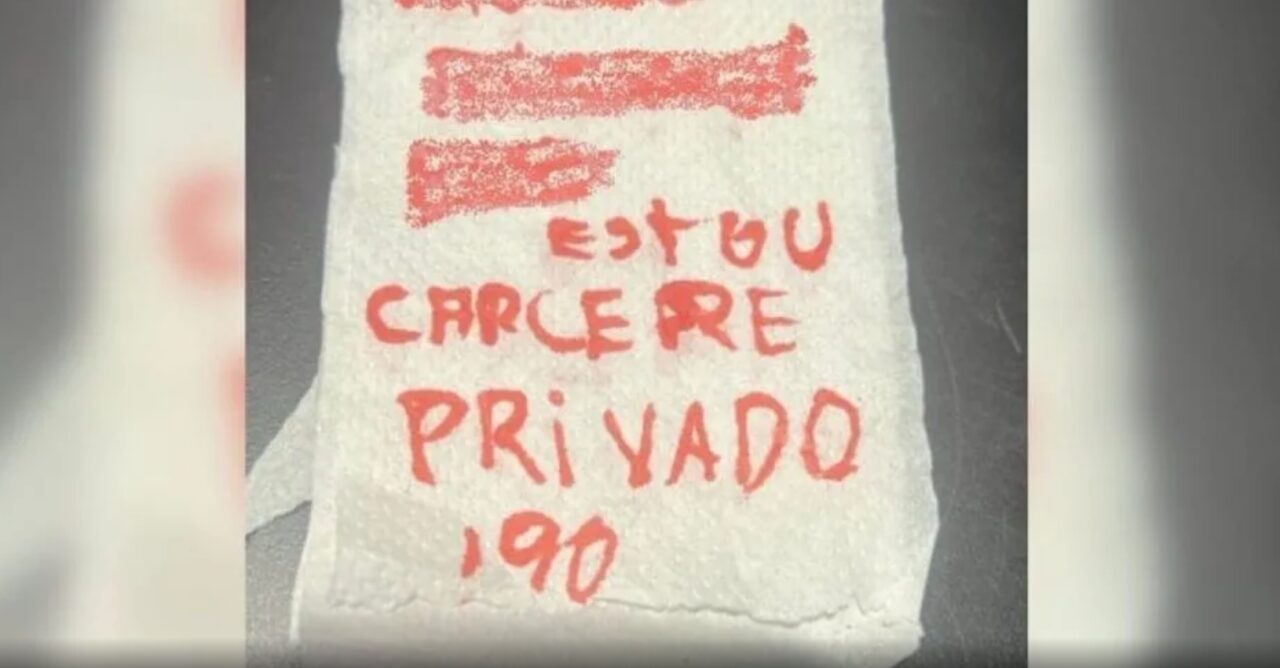 ESTOU
CARCERE
PRIVADO
190